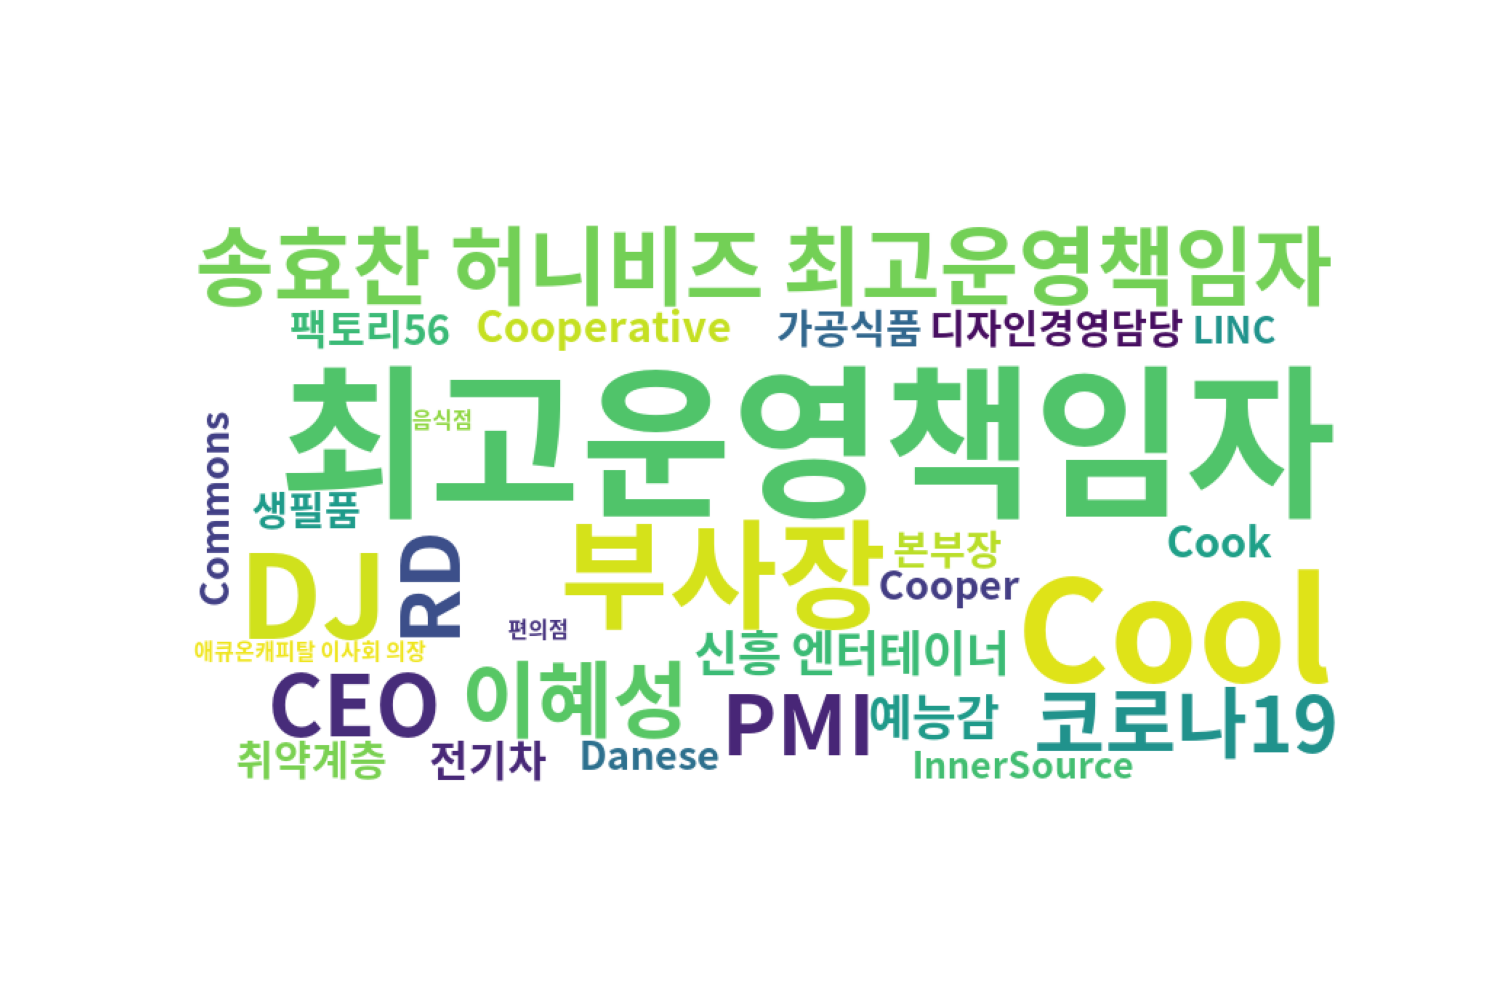 송효찬 허니비즈 최고운영책임자
팩토리56
Cooperative
가공식품
디자인경영담당
LINC
최고운영책임자
음식점
Commons
생필품
DJ
RD
부사장
본부장
Cook
Cooper
Cool
편의점
애큐온캐피탈 이사회 의장
신흥 엔터테이너
CEO
이혜성
PMI
예능감
코로나19
취약계층
전기차
Danese
InnerSource